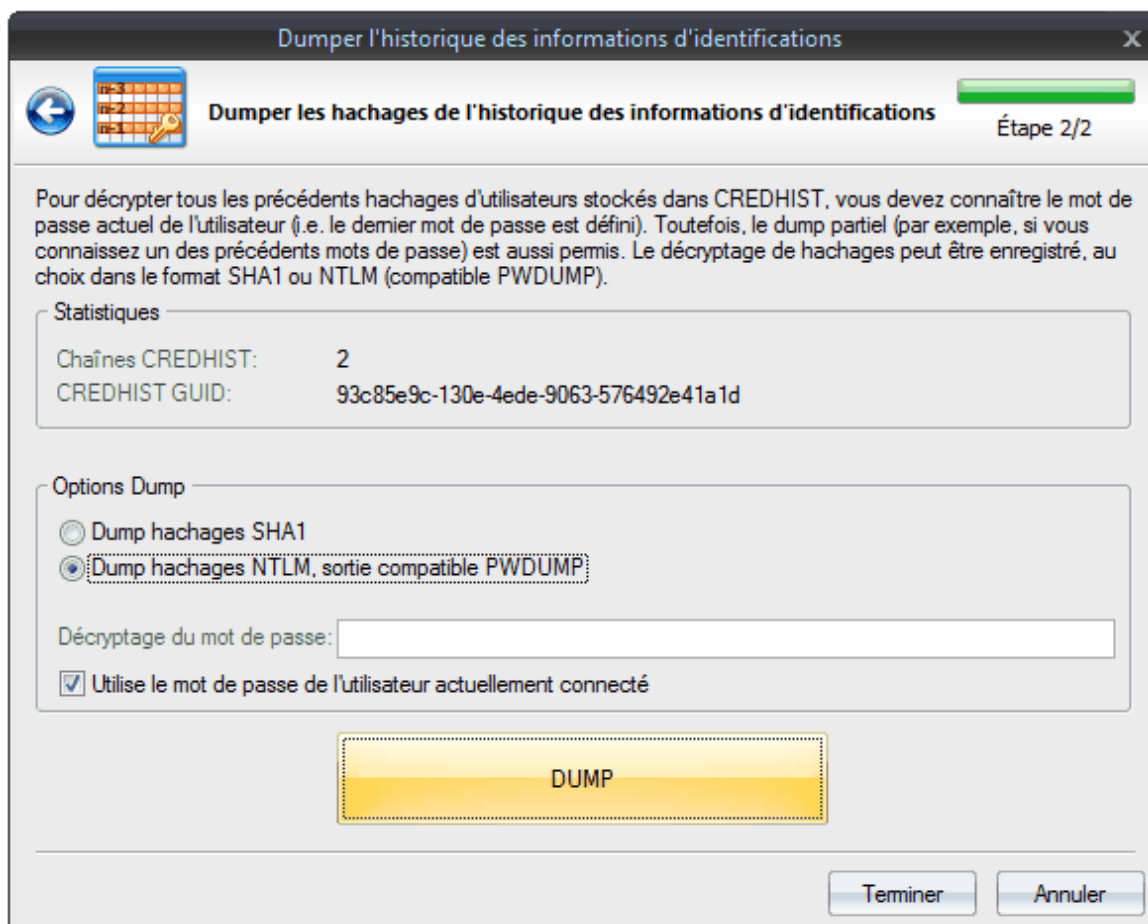 Dumper l'historique des informations d'identifications
x
n-3
n-2
n-1
Dumper les hachages de l'historique des informations d'identifications
Étape 2/2
Pour décrypter tous les précédents hachages d'utilisateurs stockés dans CREDHIST, vous devez connaître le mot de
passe actuel de l'utilisateur (i.e. le dernier mot de passe est défini). Toutefois, le dump partiel (par exemple, si vous
connaissez un des précédents mots de passe) est aussi permis. Le décryptage de hachages peut être enregistré, au
choix dans le format SHA1 ou NTLM (compatible PWDUMP).
Statistiques
Chaînes CREDHIST: 2
CREDHIST GUID: 93c85e9c-130e-4ede-9063-576492e41a1d
Options Dump
Dump hachages SHA1
Dump hachages NTLM, sortie compatible PWDUMP
Décryptage du mot de passe:
Utilise le mot de passe de l'utilisateur actuellement connecté
DUMP
Terminer Annuler